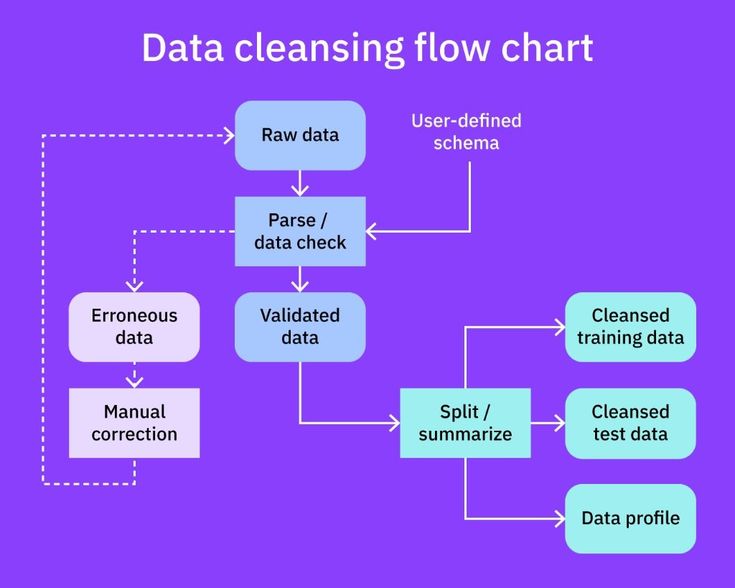 Data cleansing flow chart
Raw data
User-defined
schema
Parse /
data check
Erroneous
data
Validated
data
Cleansed
training data
Manual
correction
Split /
summarize
Cleansed
test data
Data profile